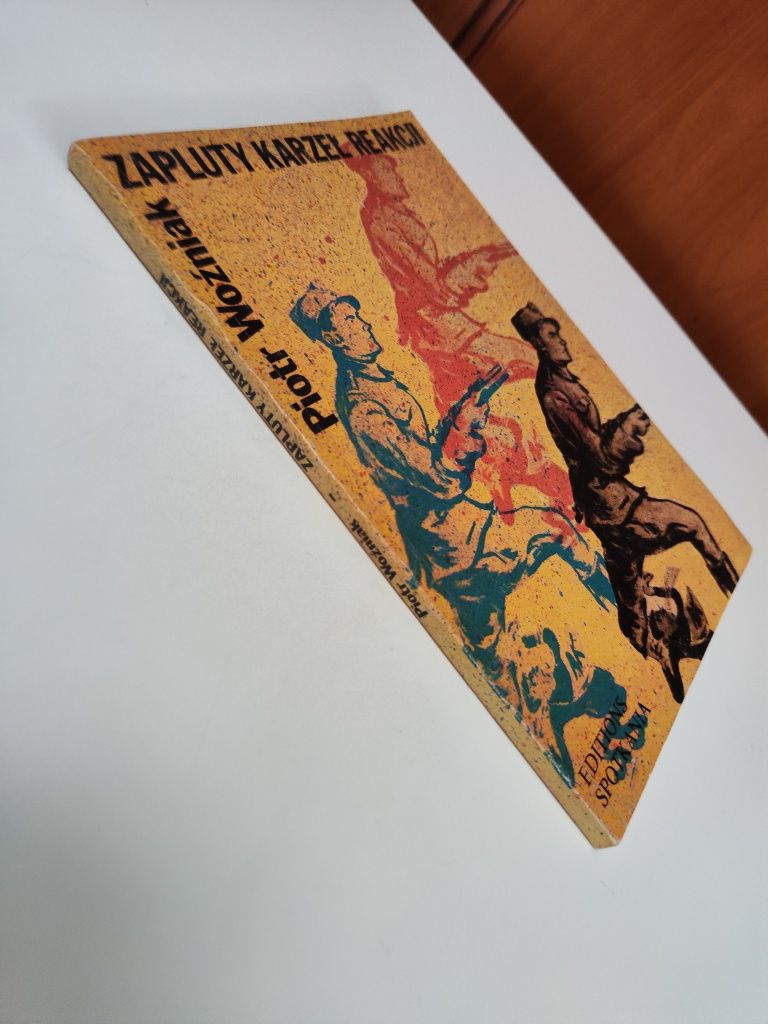 ZAPLUTY KARZEŁ REAKCJI
Piotr Woźniak
EDITIONS
SPOTKANIA
Piotr Woźniak
ZAPLUTY KARZEŁ REAKCJI